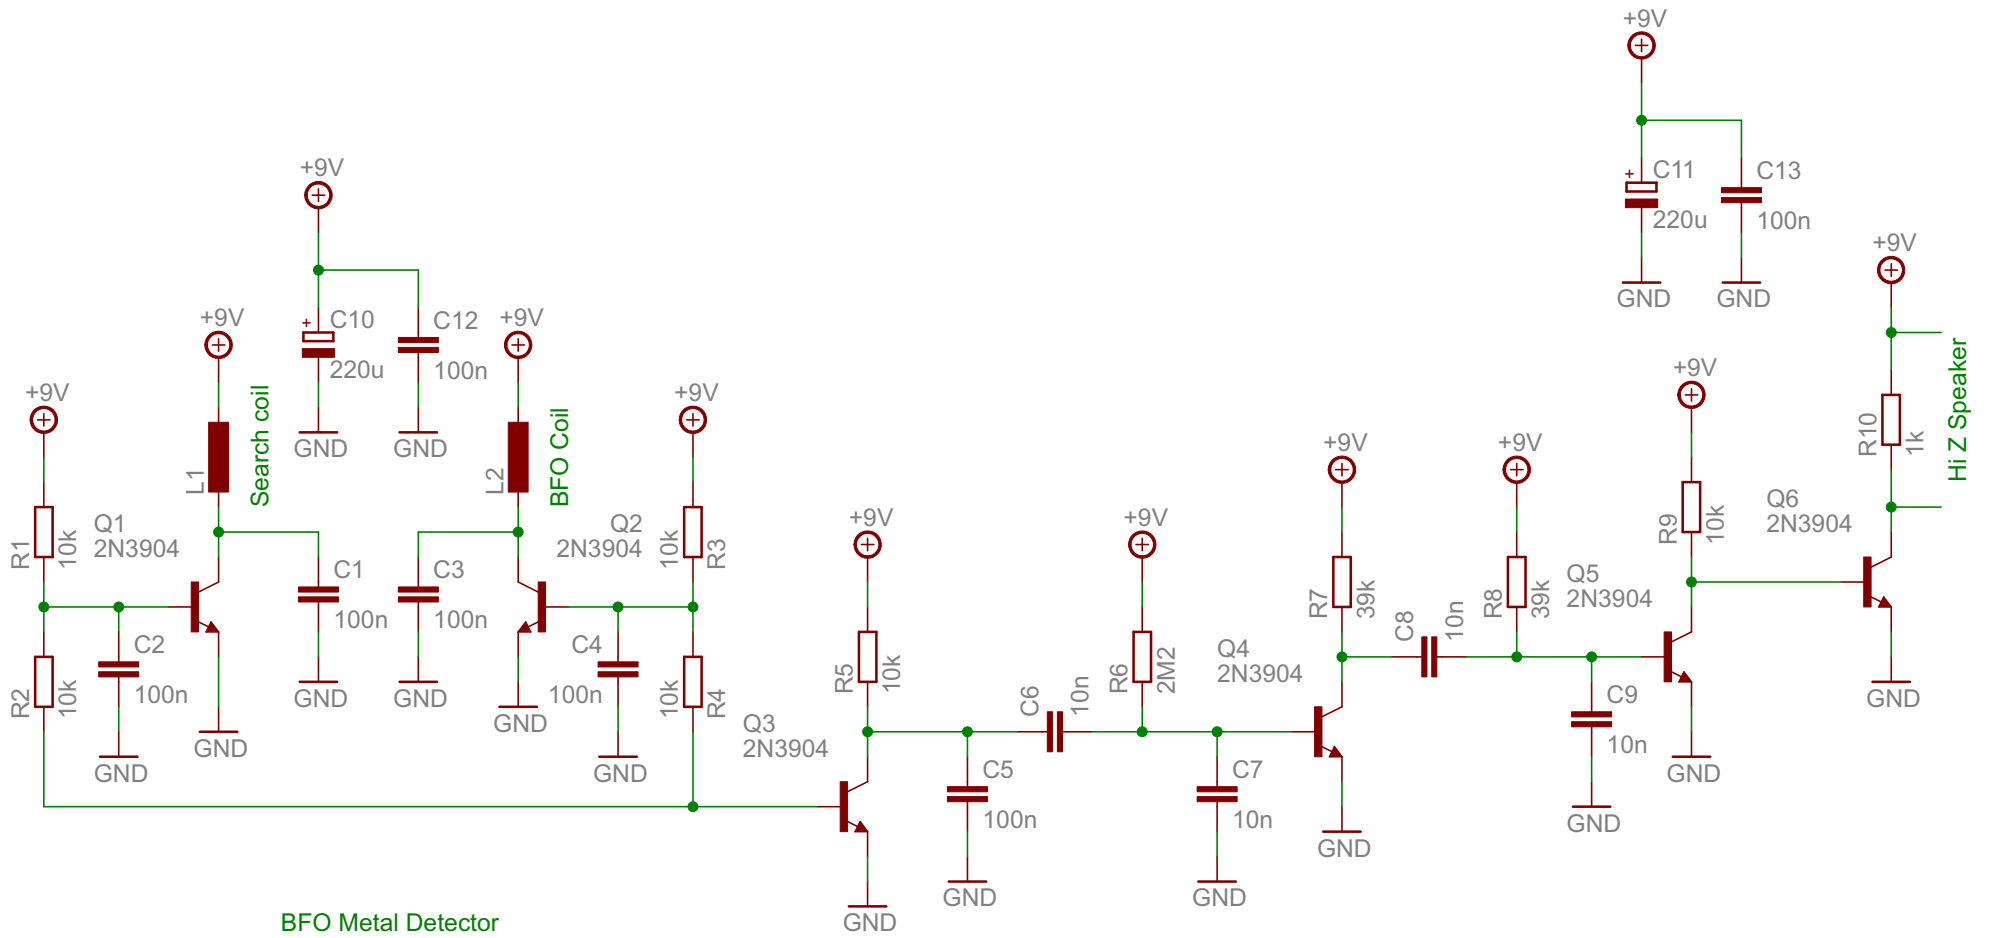 +9V
+9V
C11
220u
C13
100n
GND
GND
+9V
R10
1k
Hi Z Speaker
+9V
C10
220u
C12
100n
GND
GND
+9V
L1
Search coil
+9V
L2
BFO Coil
+9V
R1
10k
Q1
2N3904
C1
100n
GND
C3
100n
GND
Q2
2N3904
+9V
10k
R3
R2
10k
C2
100n
GND
GND
GND
C4
100n
GND
10k
R4
Q3
2N3904
+9V
R5
10k
GND
C5
100n
GND
C6
10n
+9V
R6
2M2
C7
10n
GND
Q4
2N3904
+9V
R7
39k
GND
C8
10n
+9V
R8
39k
C9
10n
GND
Q5
2N3904
+9V
R9
10k
GND
Q6
2N3904
GND
BFO Metal Detector